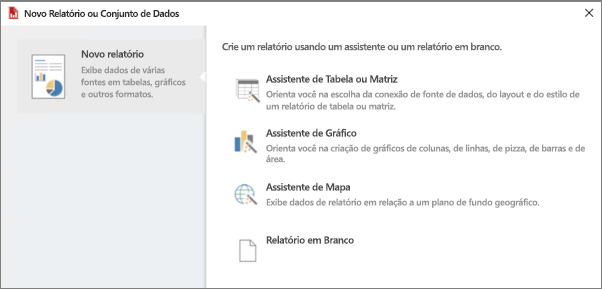 Novo Relatório ou Conjunto de Dados
Novo relatório
Exibe dados de várias
fontes em tabelas, gráficos
e outros formatos.
Crie um relatório usando um assistente ou um relatório em branco.
Assistente de Tabela ou Matriz
Orienta você na escolha da conexão de fonte de dados, do layout e do estilo de
um relatório de tabela ou matriz.
Assistente de Gráfico
Orienta você na criação de gráficos de colunas, de linhas, de pizza, de barras e de
área.
Assistente de Mapa
Exibe dados de relatório em relação a um plano de fundo geográfico.
Relatório em Branco